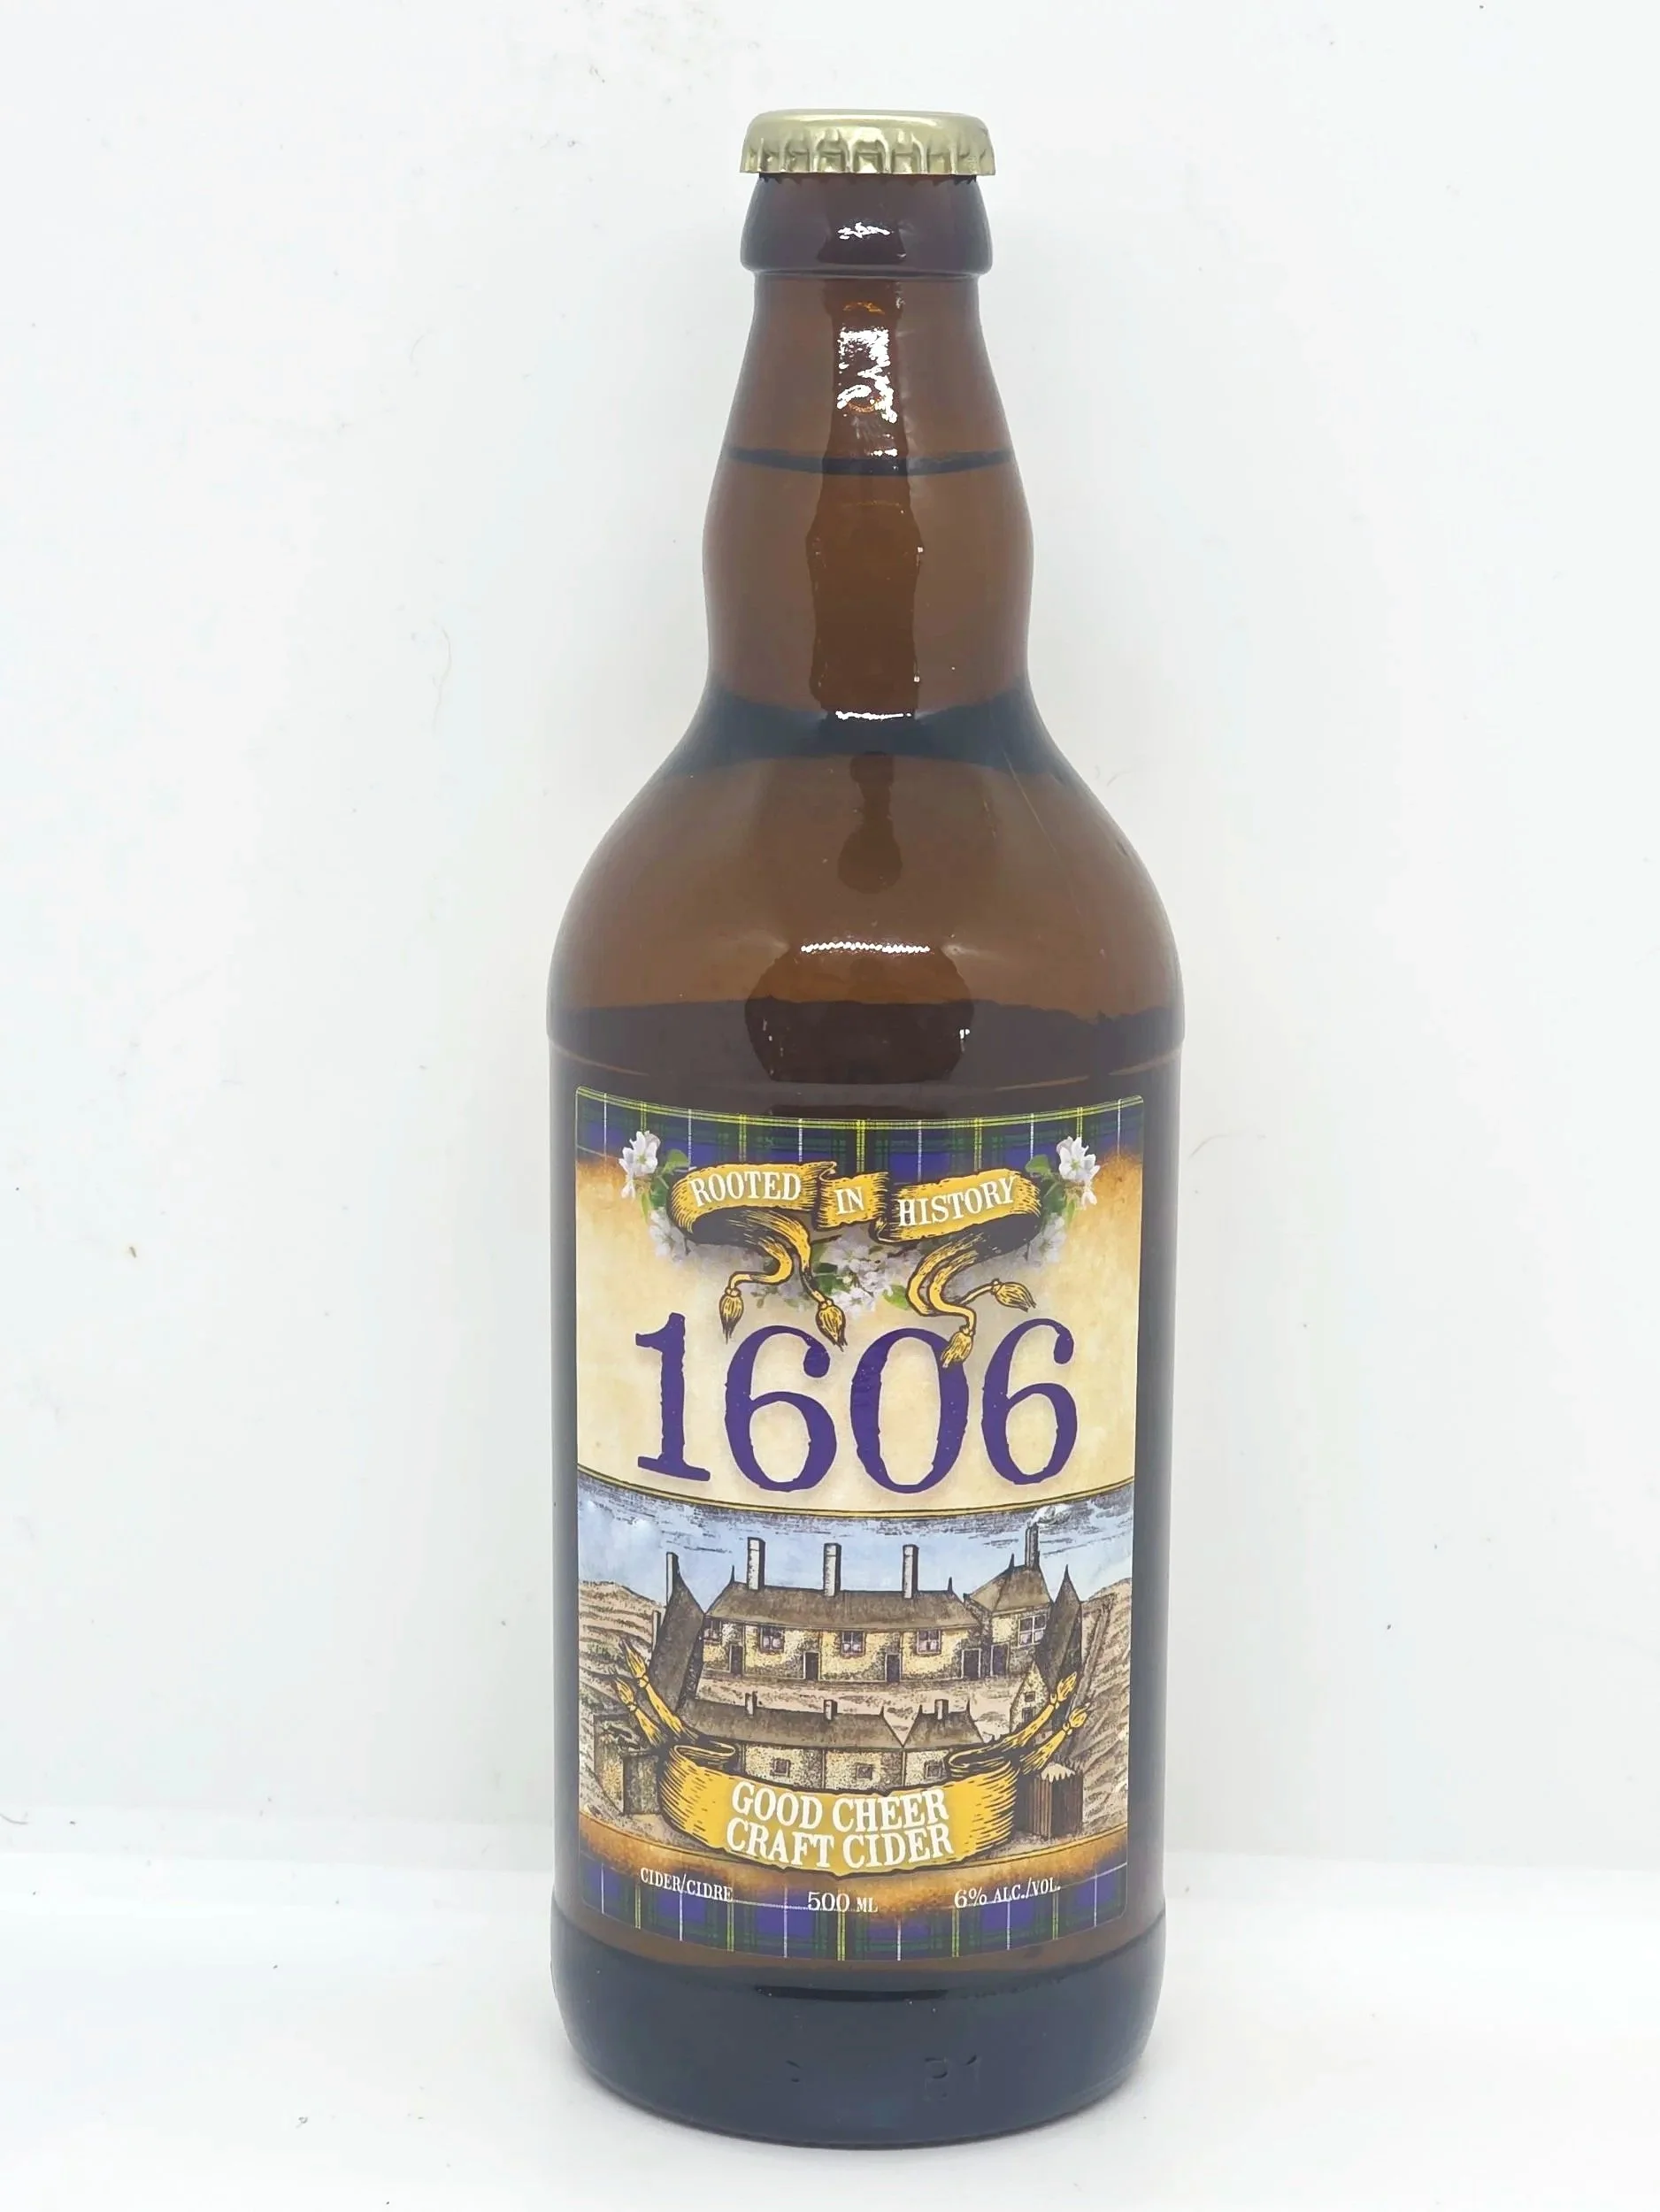 ROOTED IN HISTORY
1606
GOOD CHEER
CRAFT CIDER
CIDER/CIDRE 500 ML 6% ALC./VOL.